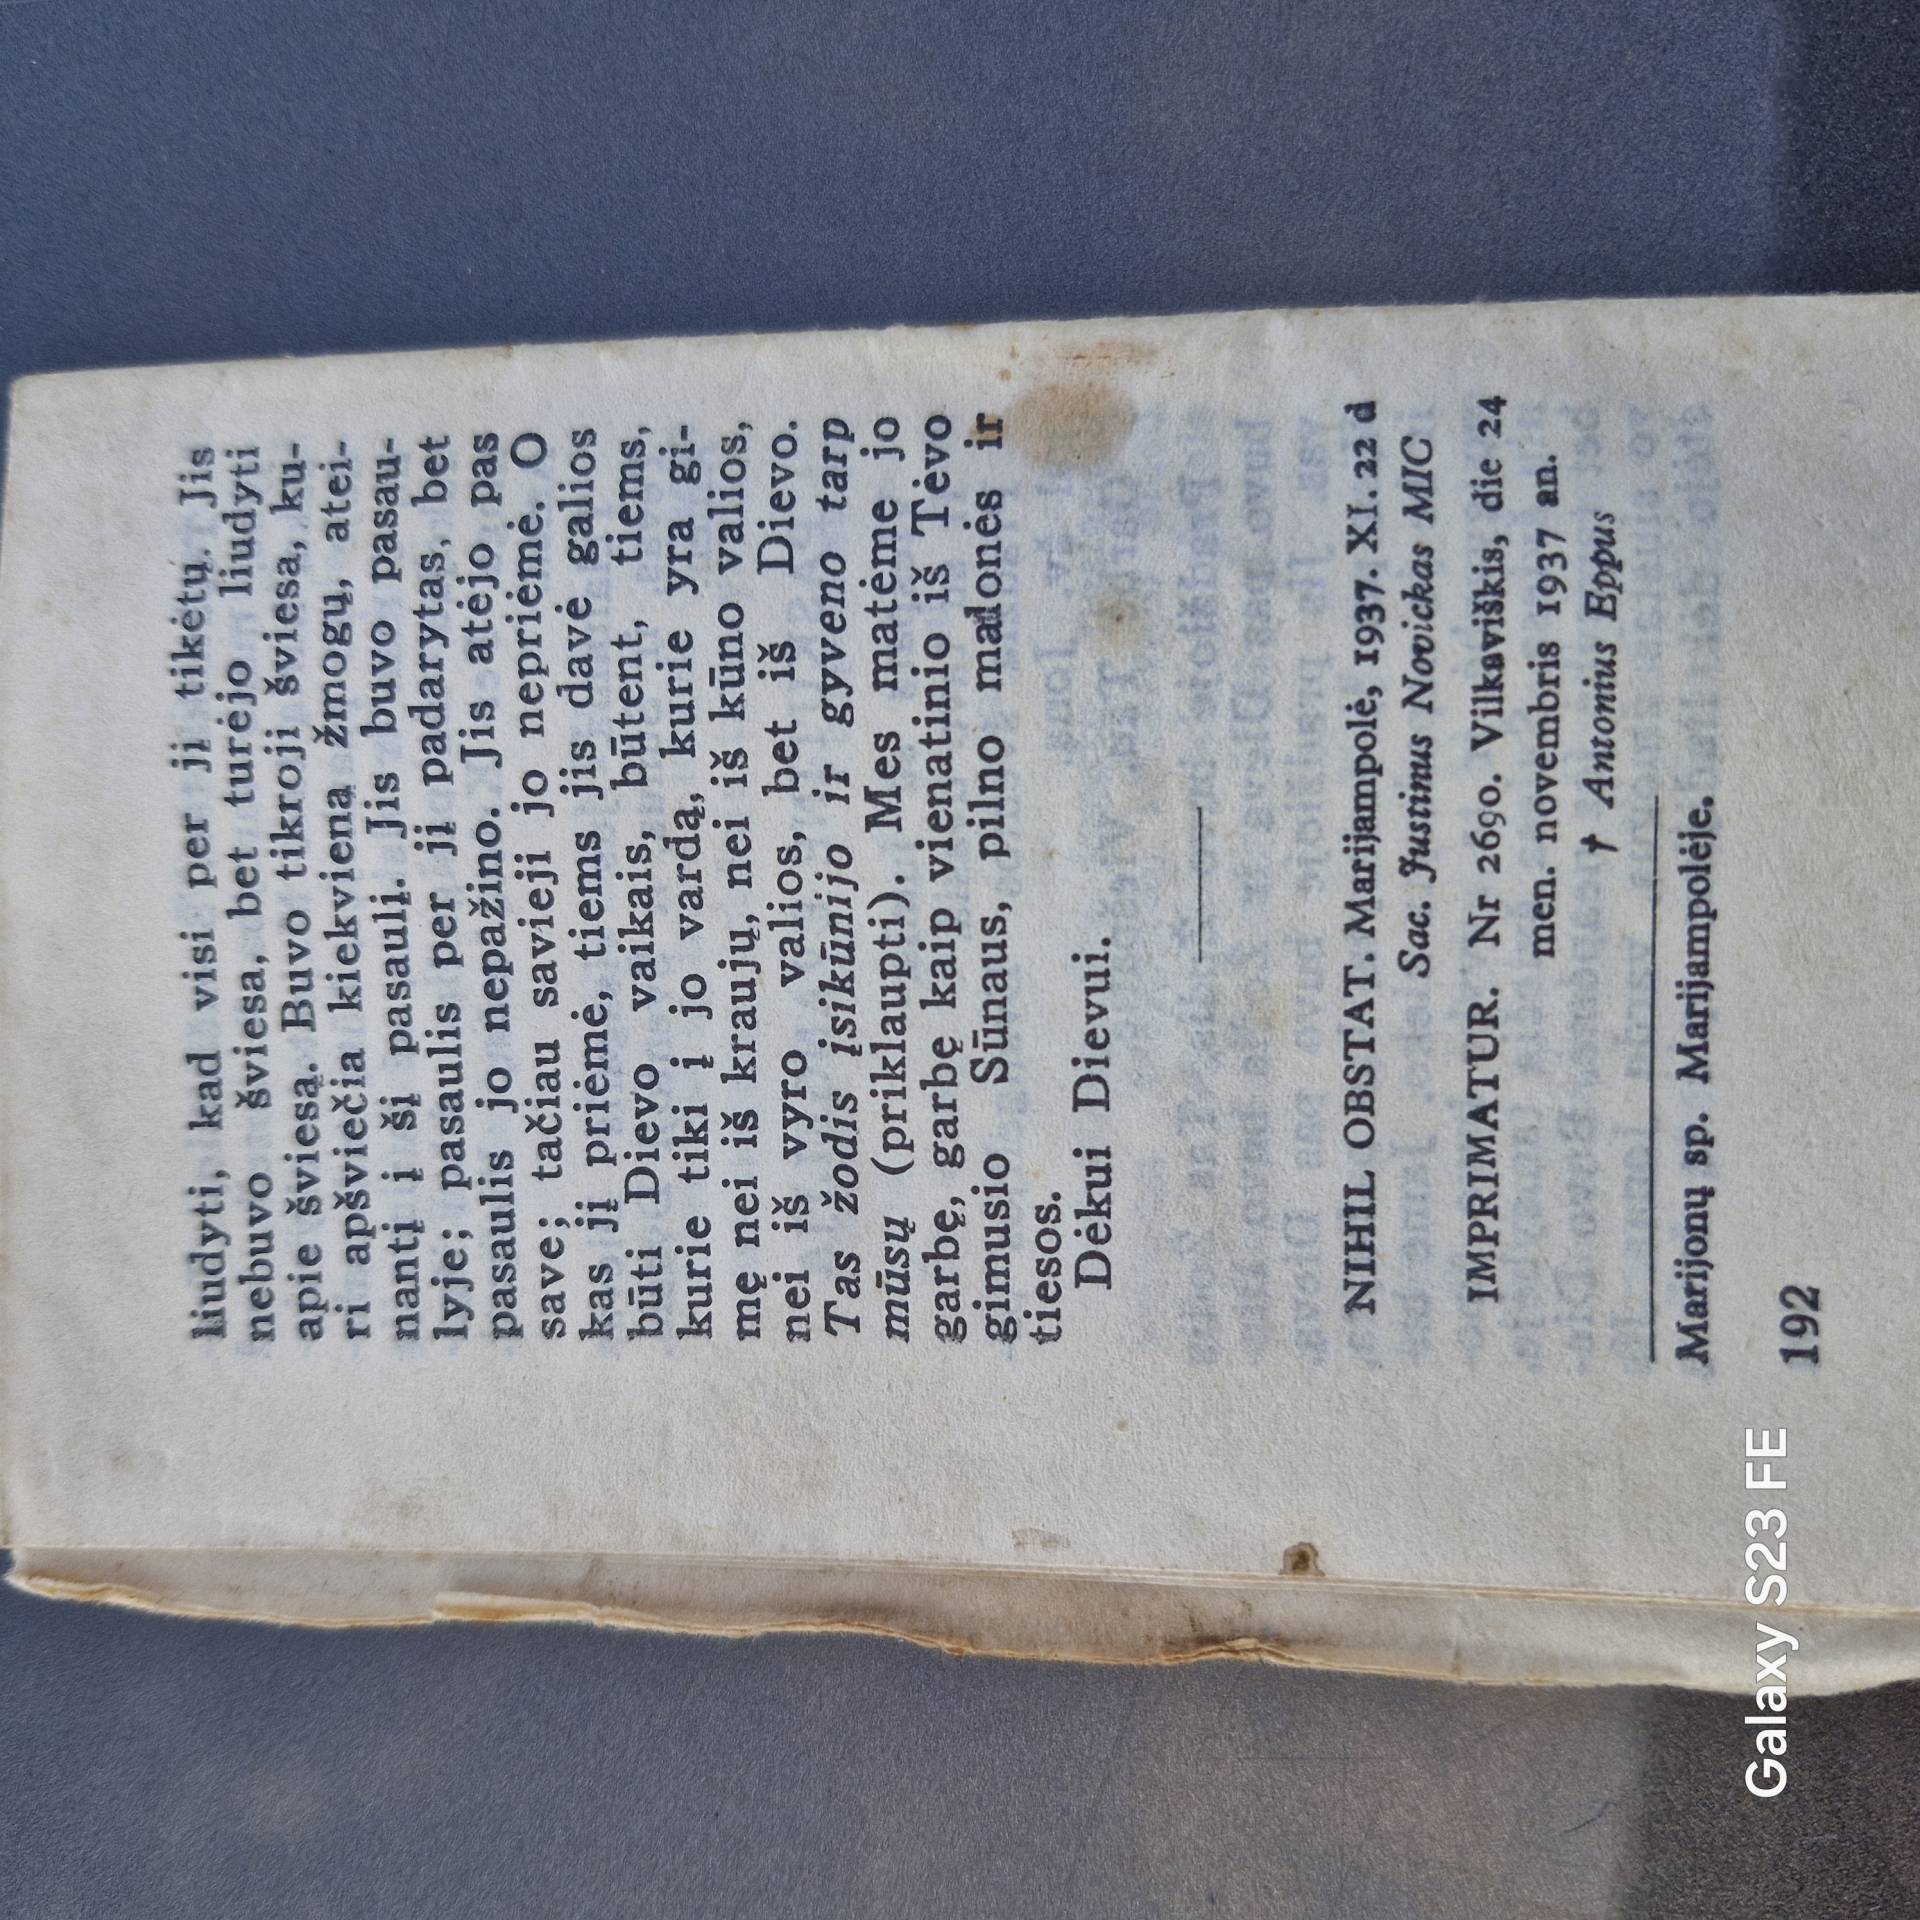 liudyti, kad visi per jį tikėtų. Jis
nebuvo šviesa, bet turėjo liudyti
apie šviesą. Buvo tikroji šviesa, ku-
ri apšviečia kiekvieną žmogų, atei-
nantį į šį pasaulį. Jis buvo pasau-
lyje; pasaulis per jį padarytas, bet
pasaulis jo nepažino. Jis atėjo pas
save; tačiau savieji jo nepriėmė. O
kas jį priėmė, tiems jis davė galios
būti Dievo vaikais, būtent, tiems,
kurie tiki į jo vardą, kurie yra gi-
mę nei iš kraujų, nei iš kūno valios,
nei iš vyro valios, bet iš Dievo.
Tas žodis įsikūnijo ir gyveno tarp
mūsų (priklaupti). Mes matėme jo
garbę, garbę kaip vienatinio iš Tėvo
gimusio Sūnaus, pilno malonės ir
tiesos.
Dėkui Dievui.
NIHIL OBSTAT. Marijampolė, 1937. XI. 22 d
Sac. Justinus Novickas MIC
IMPRIMATUR. Nr 2690. Vilkaviškis, die 24
men. novembris 1937 an.
† Antonius Eppus
Marijonų sp. Marijampolėje.
192
Galaxy S23 FE